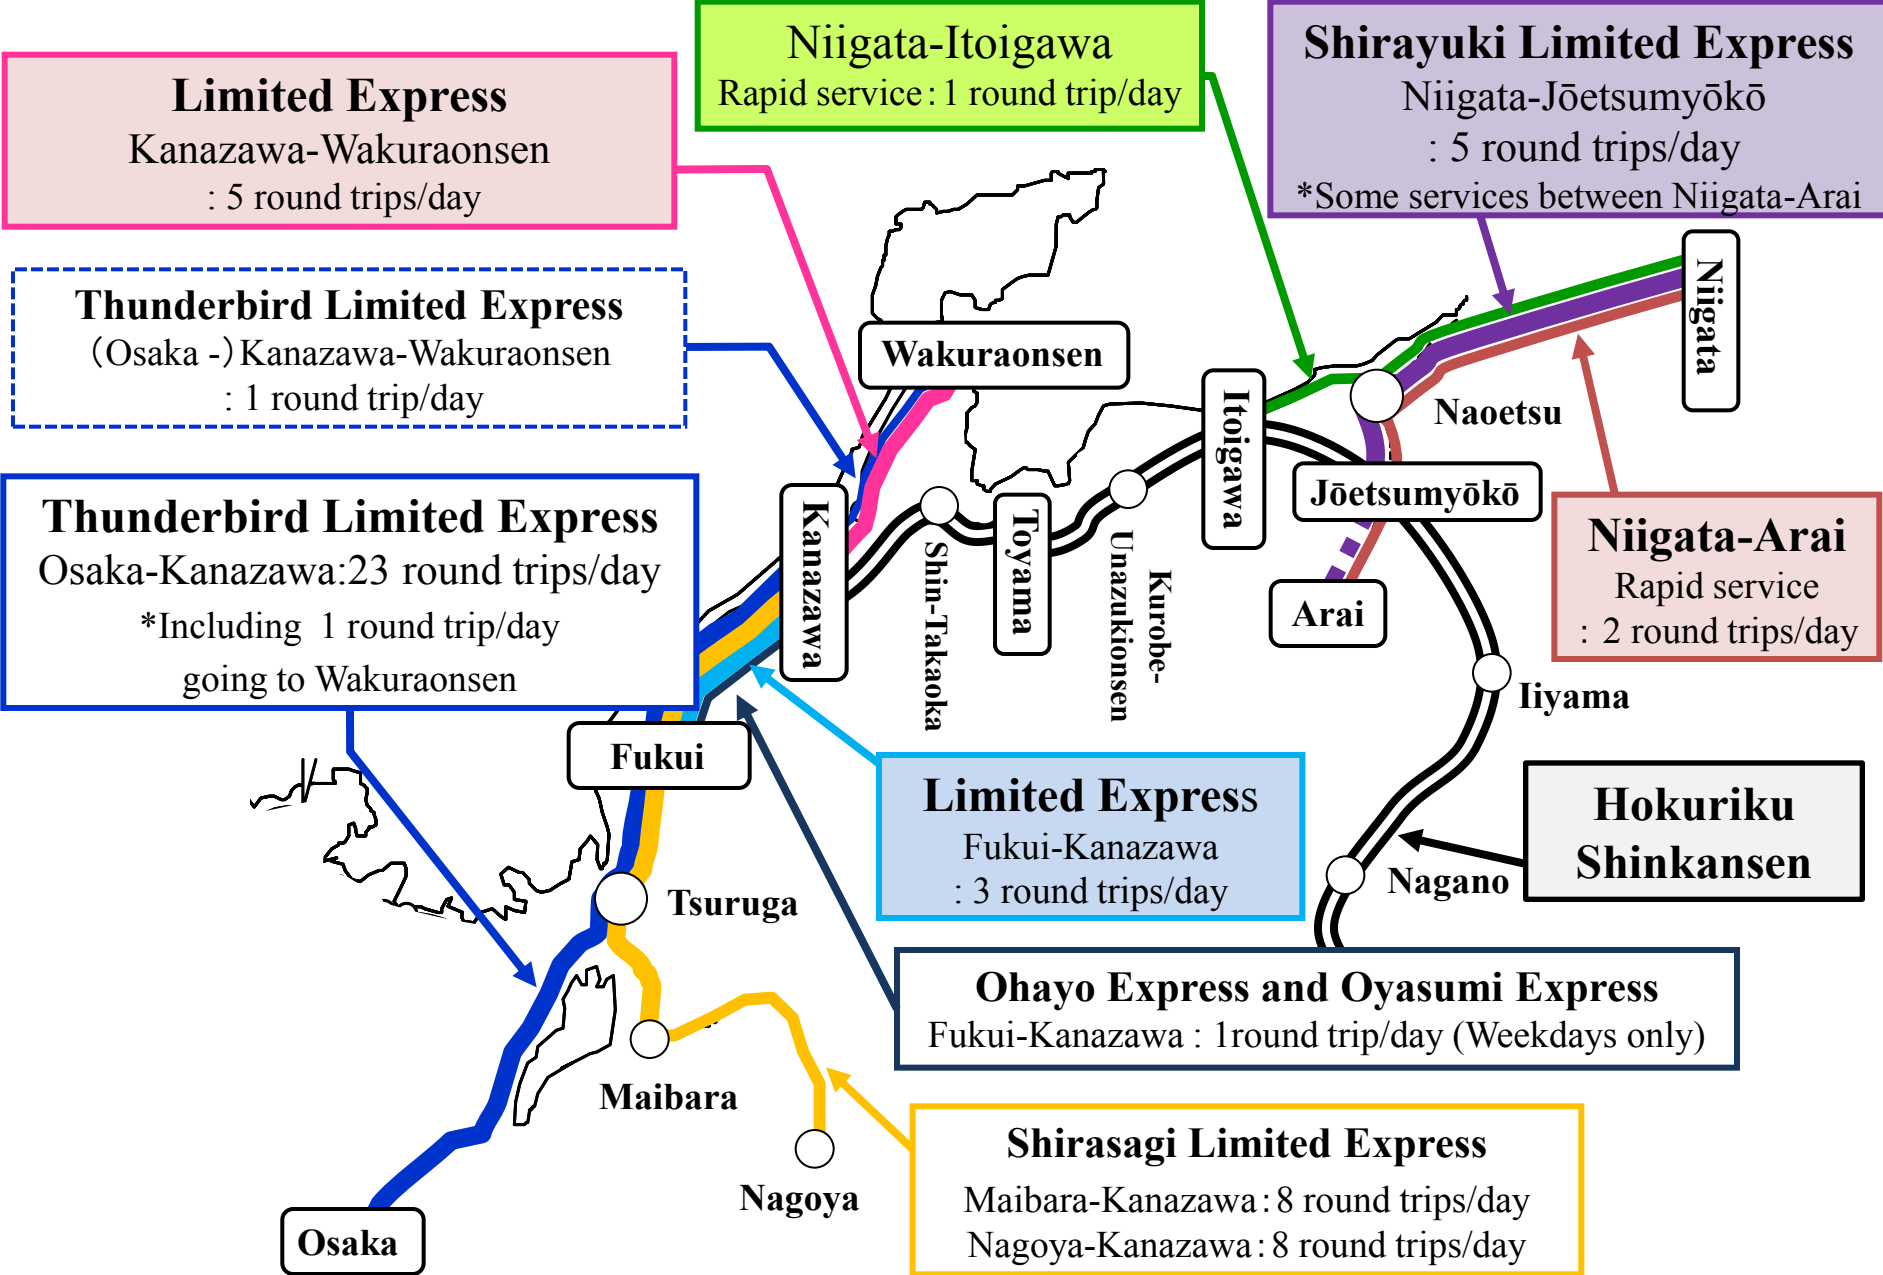 Niigata-Itoigawa
Rapid service : 1 round trip/day
Shirayuki Limited Express
Niigata-Jōetsumyōkō
: 5 round trips/day
*Some services between Niigata-Arai
Limited Express
Kanazawa-Wakuraonsen
: 5 round trips/day
Thunderbird Limited Express
(Osaka -) Kanazawa-Wakuraonsen
: 1 round trip/day
Thunderbird Limited Express
Osaka-Kanazawa:23 round trips/day
*Including 1 round trip/day
going to Wakuraonsen
Wakuraonsen
Niigata
Naoetsu
Itoigawa
Jōetsumyōkō
Kanazawa
Shin-Takaoka
Toyama
Kurobe-
Unazukionsen
Arai
Niigata-Arai
Rapid service
: 2 round trips/day
Iiyama
Fukui
Limited Express
Fukui-Kanazawa
: 3 round trips/day
Hokuriku
Shinkansen
Nagano
Tsuruga
Ohayo Express and Oyasumi Express
Fukui-Kanazawa : 1round trip/day (Weekdays only)
Maibara
Nagoya
Shirasagi Limited Express
Maibara-Kanazawa : 8 round trips/day
Nagoya-Kanazawa : 8 round trips/day
Osaka